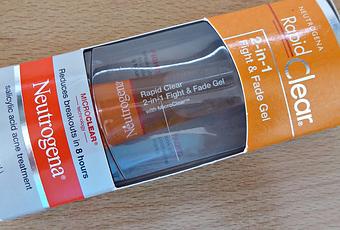 NEUTROGENA
Rapid Clear®
2-in-1
Fight & Fade Gel
Rapid Clear
2-in-1 Fight & Fade Gel
with MicroClear™
Neutrogena
MICROCLEAR®
Reduces breakouts in 8 hours
Neutrogena®
salicylic acid acne treatment